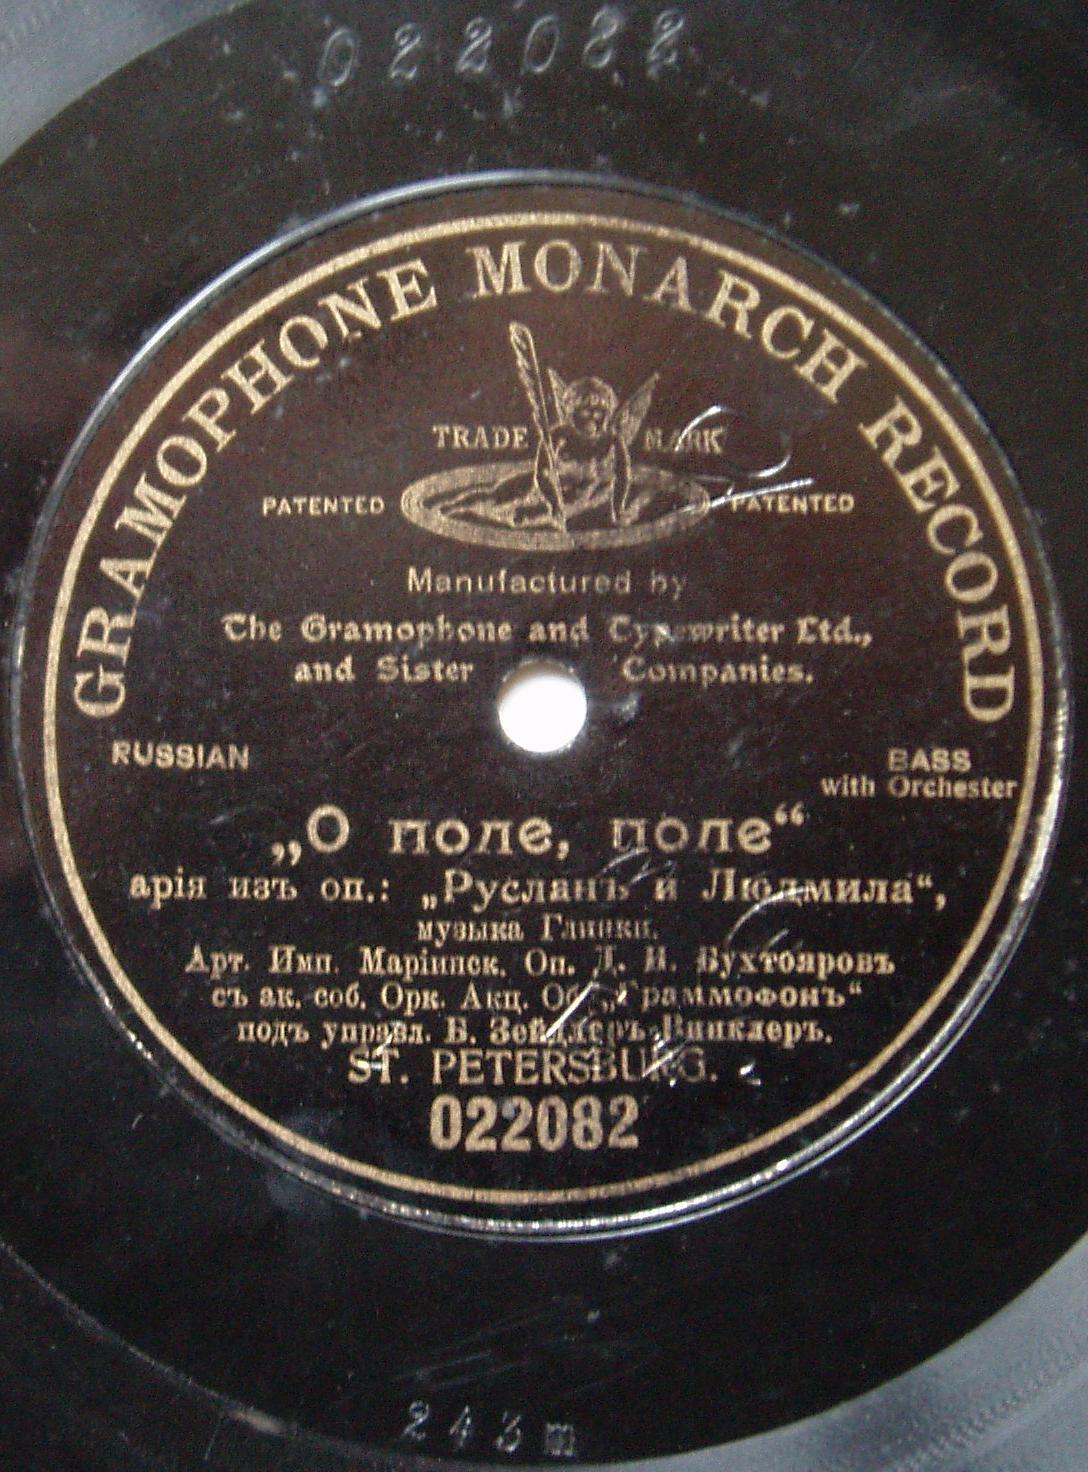 022082
GRAMOPHONE MONARCH RECORD
TRADE MARK
PATENTED PATENTED
Manufactured by
The Gramophone and Typewriter Ltd.,
and Sister Companies.
RUSSIAN BASS
with Orchester
„О поле, поле“
арія изъ оп.: „Русланъ и Людмила“,
музыка Глинки.
Арт. Имп. Маріинск. Оп. Д. И. Бухтояровъ
съ ак. соб. Орк. Акц. Об. „Граммофонъ“
подъ управл. Б. Зейдлеръ-Винклеръ.
ST. PETERSBURG.
022082
243m